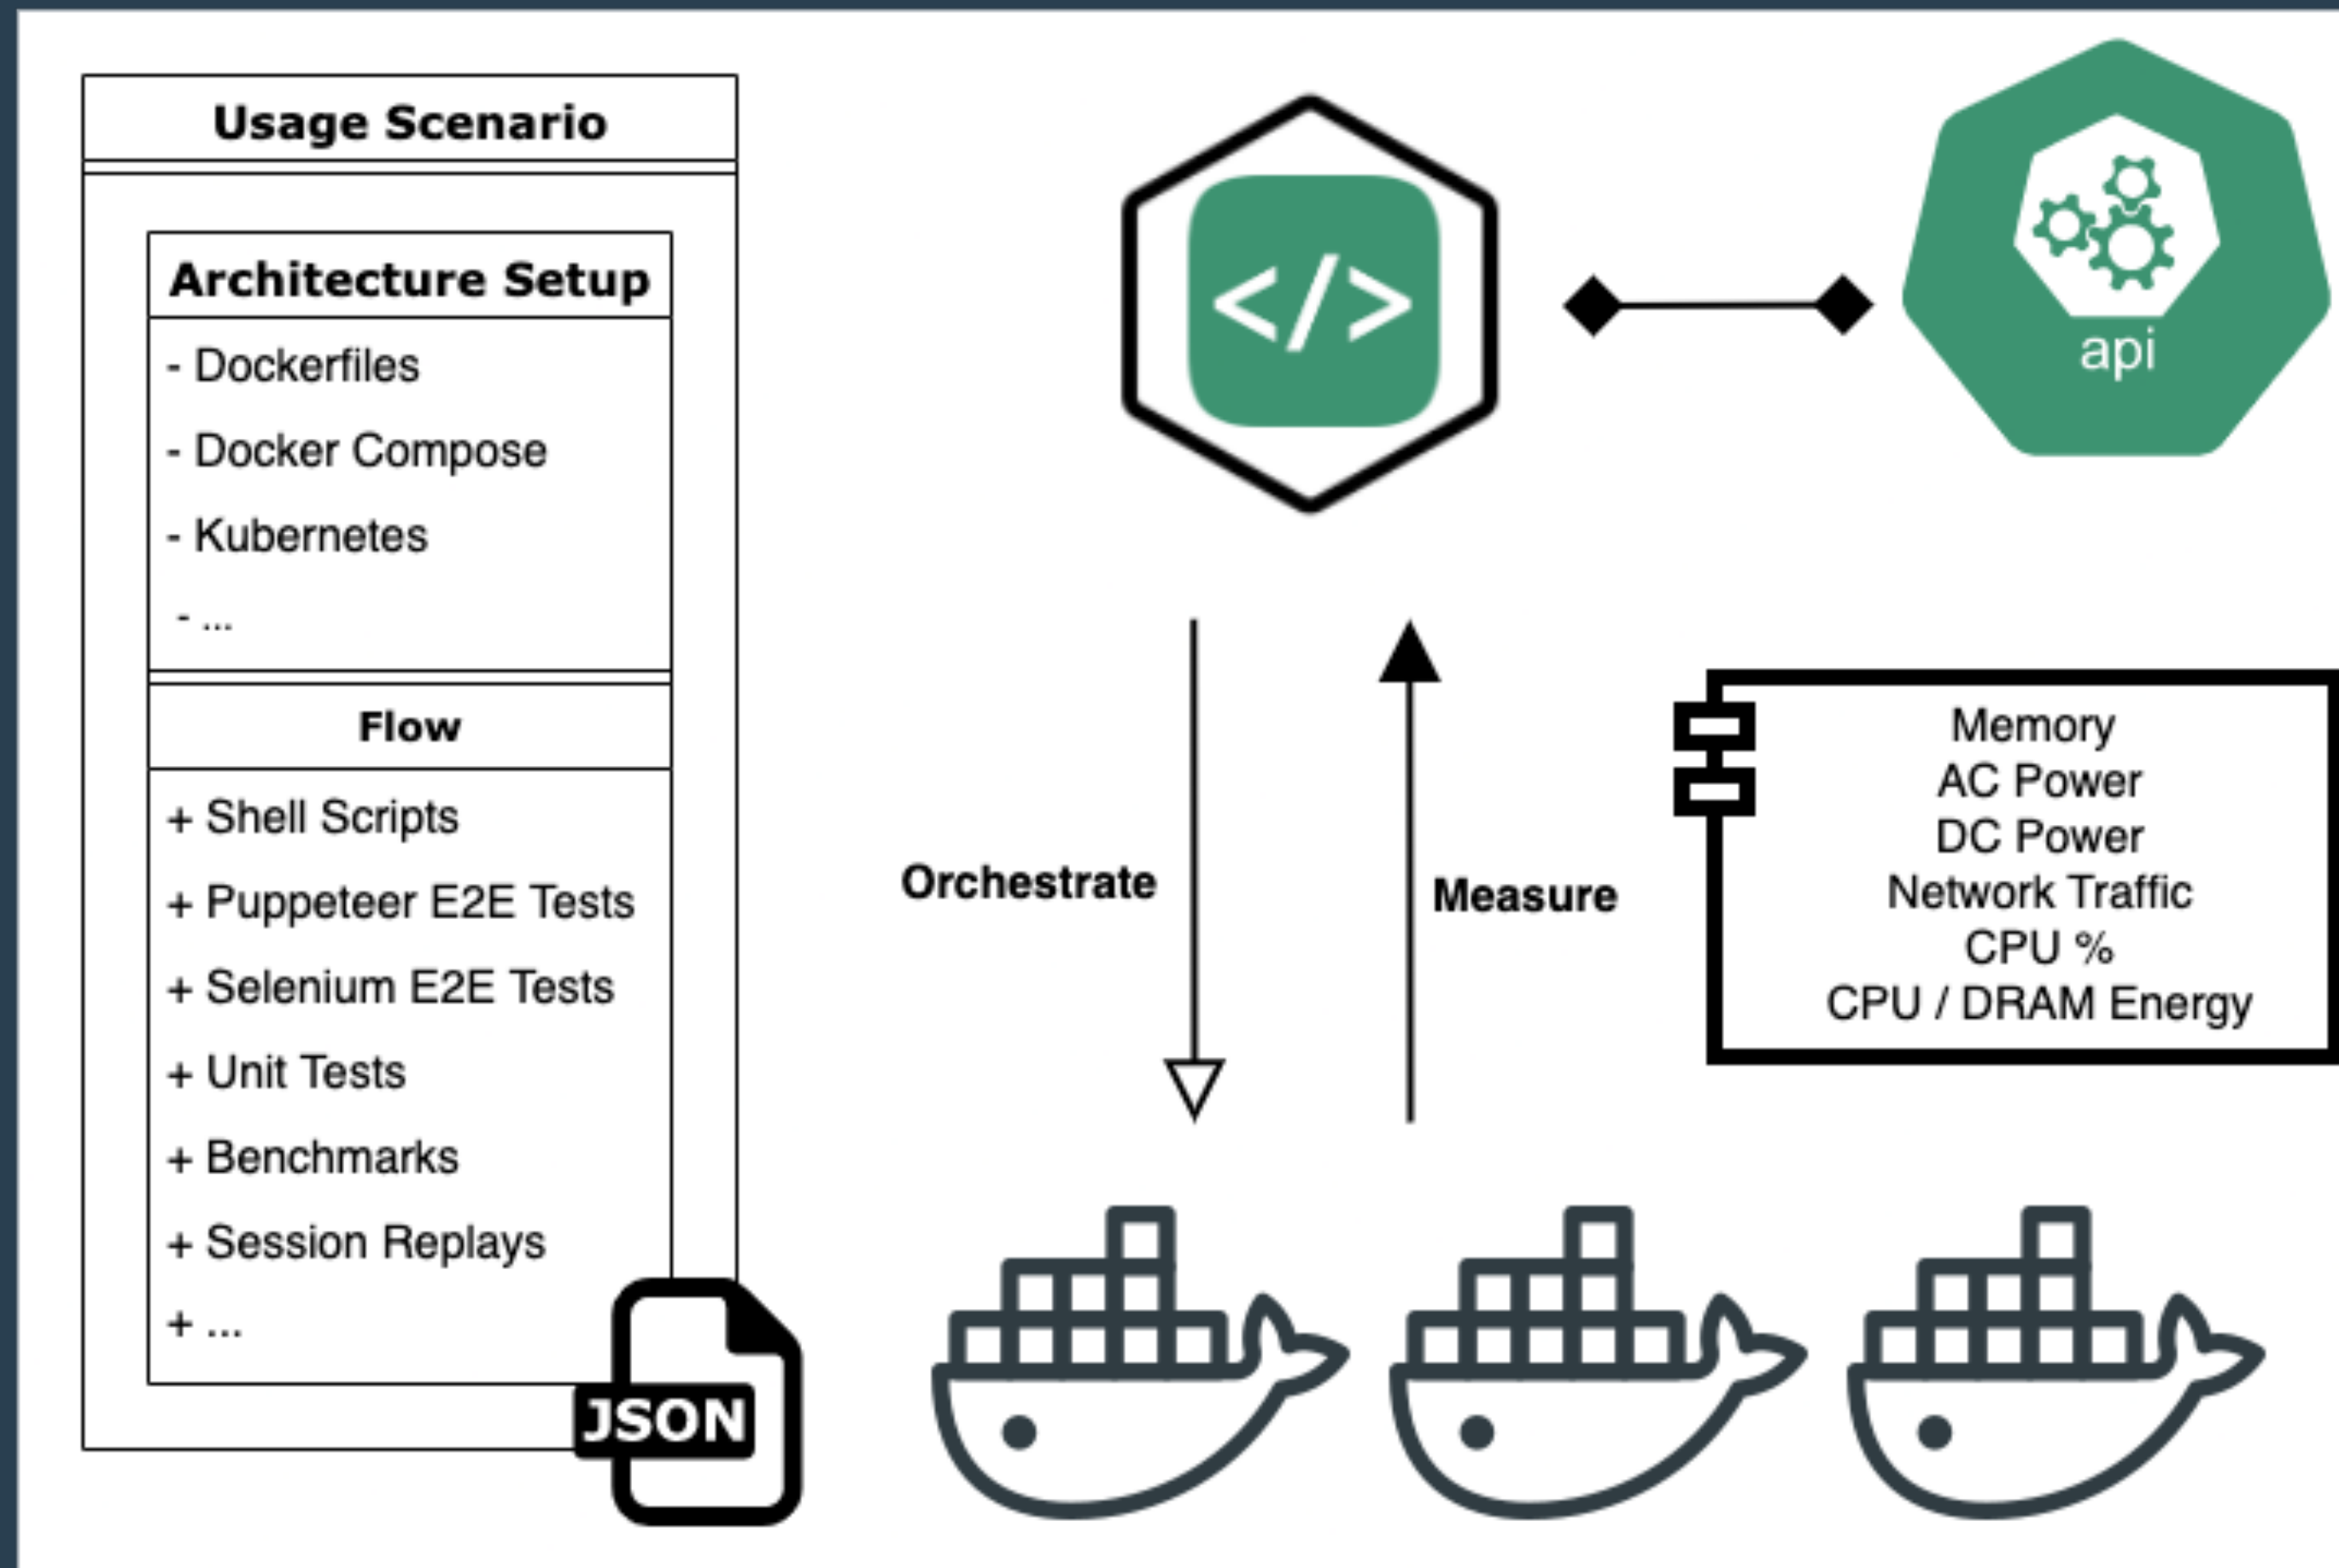 Usage Scenario
Architecture Setup
- Dockerfiles
- Docker Compose
- Kubernetes
- ...
Flow
+ Shell Scripts
+ Puppeteer E2E Tests
+ Selenium E2E Tests
+ Unit Tests
+ Benchmarks
+ Session Replays
+ ...
JSON
</>
api
Orchestrate
Measure
Memory
AC Power
DC Power
Network Traffic
CPU %
CPU / DRAM Energy